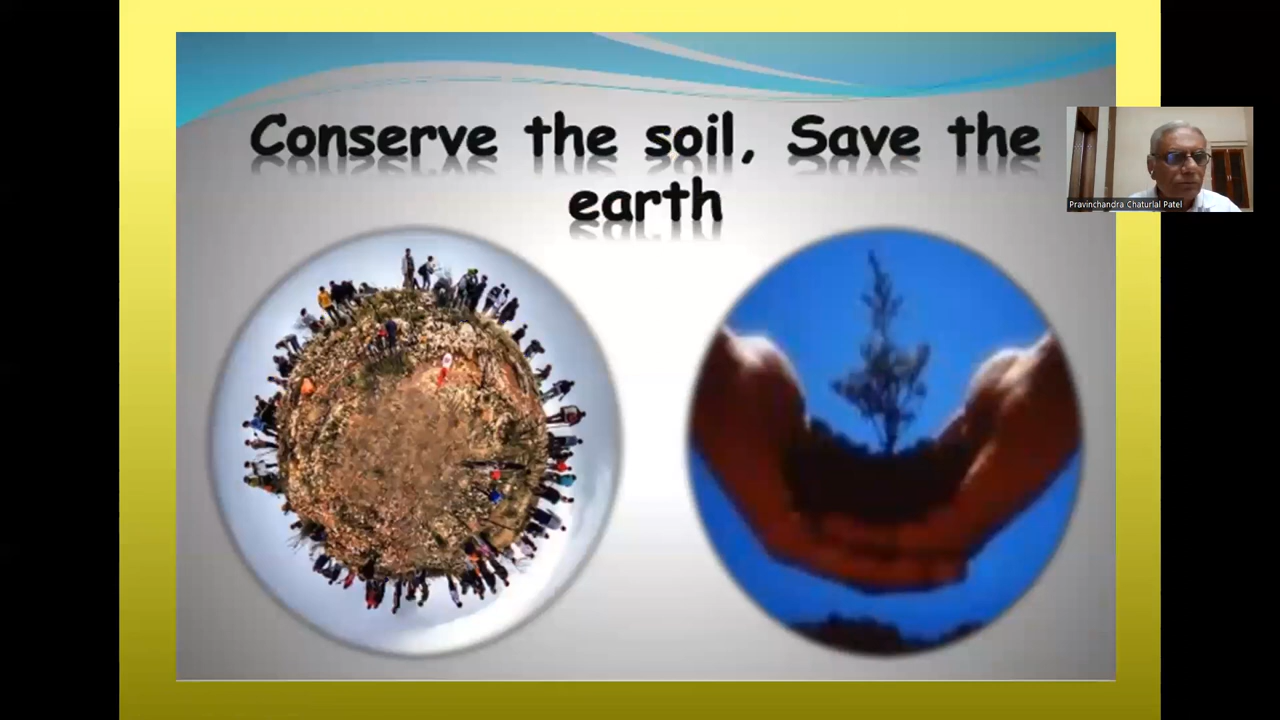 Conserve the soil, Save the
earth
Pravinchandra Chaturlal Patel